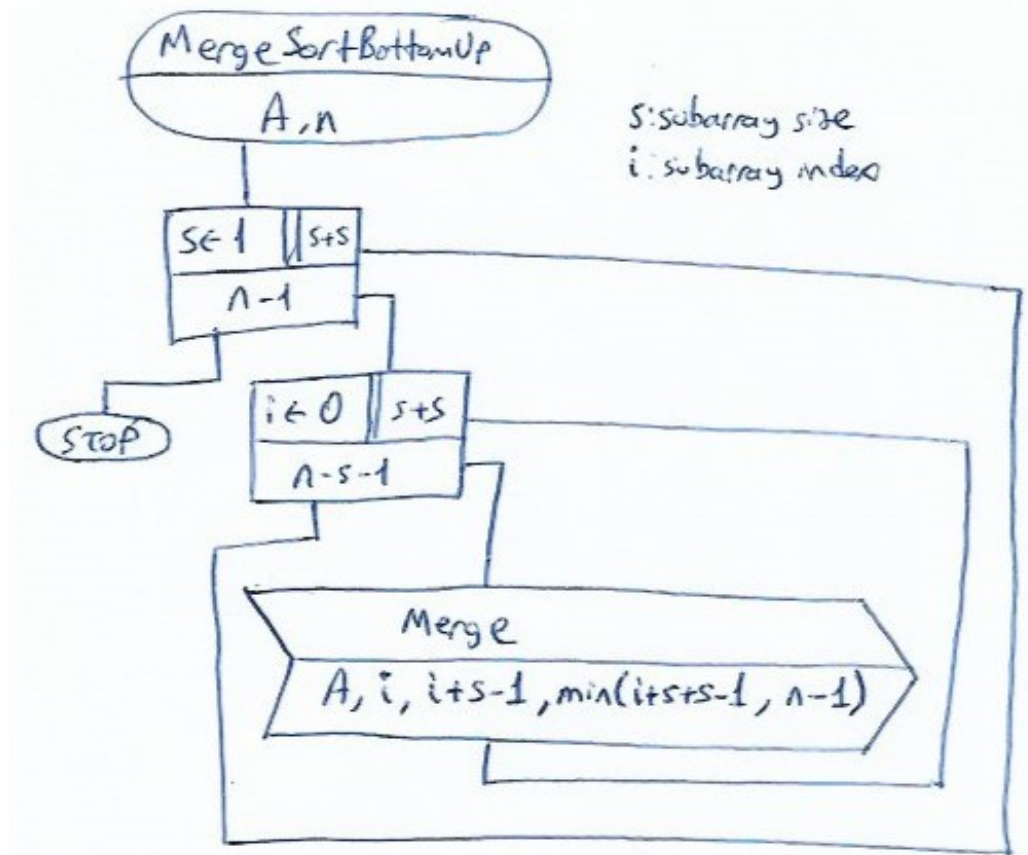 MergeSortBottomUp
A, n
s: subarray size
i: subarray index
s← 1
s+s
n-1
STOP
i← 0
s+s
n-s-1
Merge
A, i, i+s-1, min(i+s+s-1, n-1)